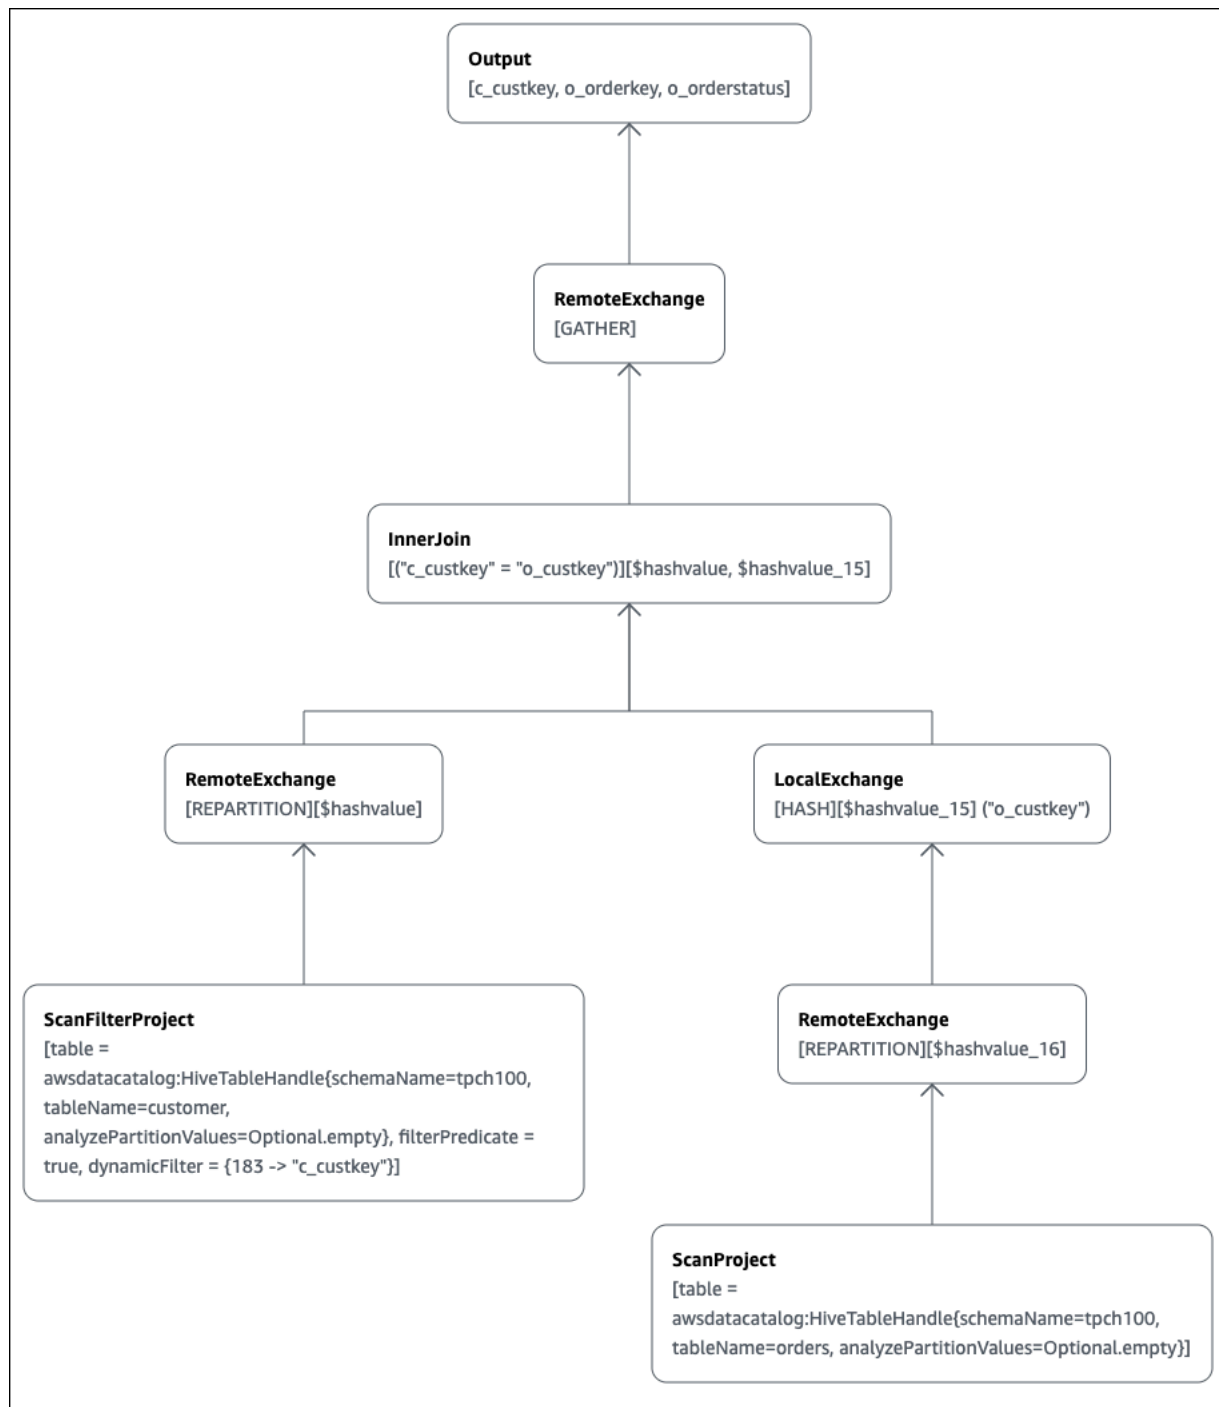 Output
[c_custkey, o_orderkey, o_orderstatus]
RemoteExchange
[GATHER]
InnerJoin
[("c_custkey" = "o_custkey")][$hashvalue, $hashvalue_15]
RemoteExchange
[REPARTITION][$hashvalue]
LocalExchange
[HASH][$hashvalue_15] ("o_custkey")
ScanFilterProject
[table =
awsdatacatalog:HiveTableHandle{schemaName=tpch100,
tableName=customer,
analyzePartitionValues=Optional.empty}, filterPredicate =
true, dynamicFilter = {183 -> "c_custkey"}]
RemoteExchange
[REPARTITION][$hashvalue_16]
ScanProject
[table =
awsdatacatalog:HiveTableHandle{schemaName=tpch100,
tableName=orders, analyzePartitionValues=Optional.empty}]